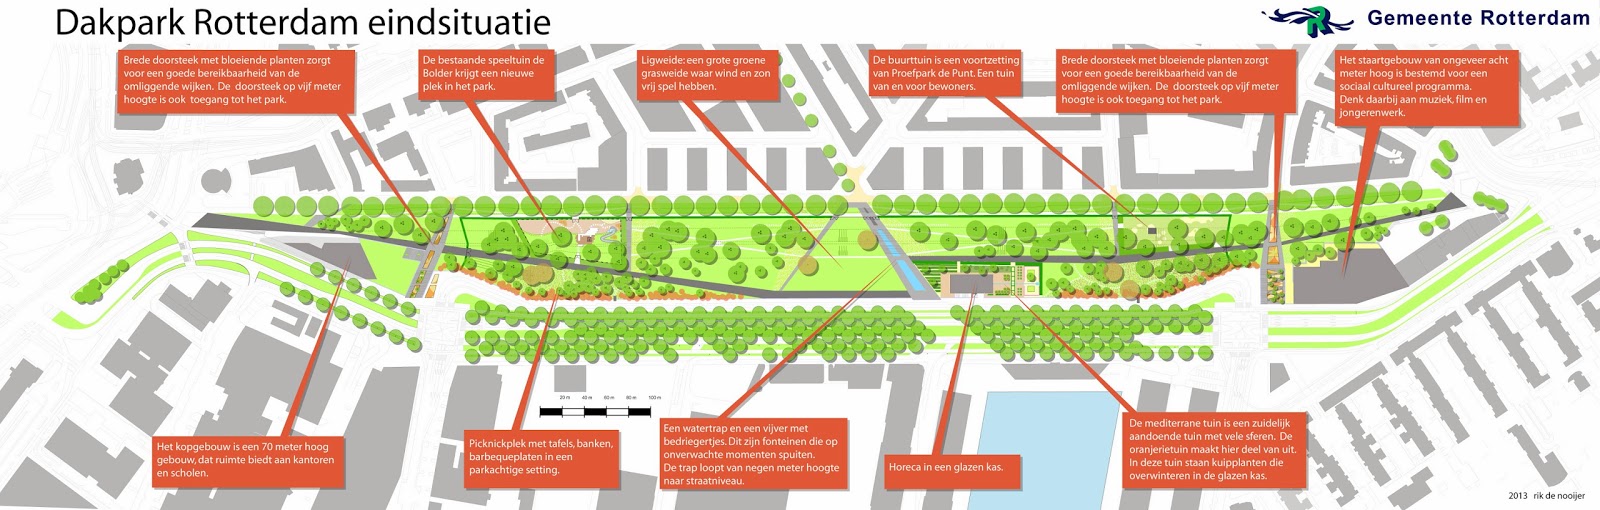 Dakpark Rotterdam eindsituatie
Gemeente Rotterdam
Brede doorsteek met bloeiende planten zorgt
voor een goede bereikbaarheid van de
omliggende wijken. De doorsteek op vijf meter
hoogte is ook toegang tot het park.
De bestaande speeltuin de
Bolder krijgt een nieuwe
plek in het park.
Ligweide: een grote groene
grasweide waar wind en zon
vrij spel hebben.
De buurttuin is een voortzetting
van Proefpark de Punt. Een tuin
van en voor bewoners.
Brede doorsteek met bloeiende planten zorgt
voor een goede bereikbaarheid van de
omliggende wijken. De doorsteek op vijf meter
hoogte is ook toegang tot het park.
Het staartgebouw van ongeveer acht
meter hoog is bestemd voor een
sociaal cultureel programma.
Denk daarbij aan muziek, film en
jongerenwerk.
20 m 40 m 60 m 80 m 100 m
Het kopgebouw is een 70 meter hoog
gebouw, dat ruimte biedt aan kantoren
en scholen.
Picknickplek met tafels, banken,
barbequeplaten in een
parkachtige setting.
Een watertrap en een vijver met
bedriegertjes. Dit zijn fonteinen die op
onverwachte momenten spuiten.
De trap loopt van negen meter hoogte
naar straatniveau.
Horeca in een glazen kas.
De mediterrane tuin is een zuidelijk
aandoende tuin met vele sferen. De
oranjerietuin maakt hier deel van uit.
In deze tuin staan kuipplanten die
overwinteren in de glazen kas.
2013 rik de nooijer